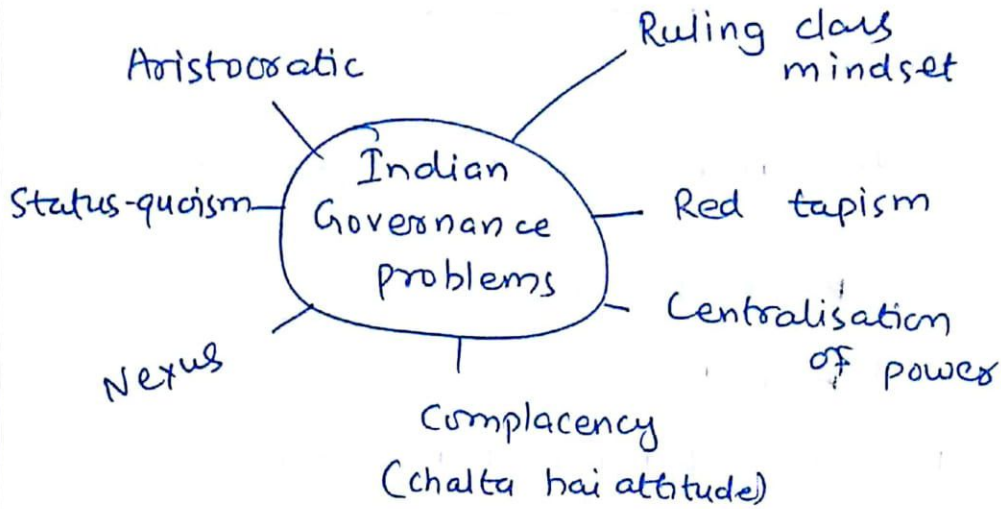 Ruling class
mindset
Aristocratic
Indian
Governance
problems
Status-quoism
Red tapism
Centralisation
of power
Nexus
Complacency
(chalta hai attitude)